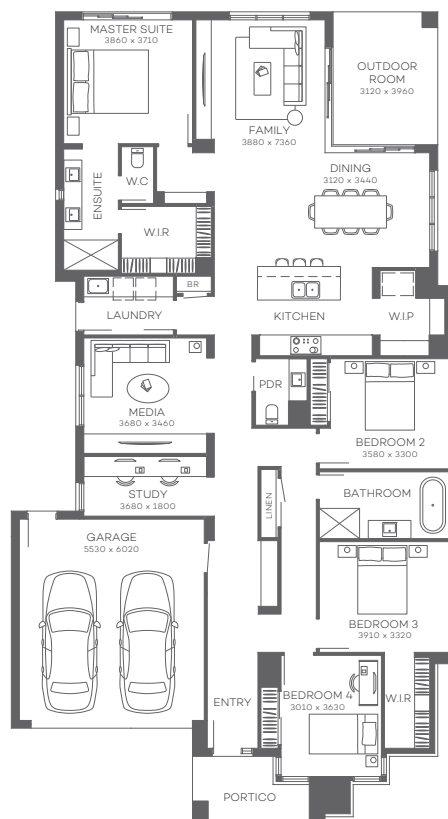 MASTER SUITE
3860 x 3710
OUTDOOR
ROOM
3120 x 3960
FAMILY
3880 x 7360
DINING
3120 x 3440
W.C
ENSUITE
W.I.R
BR
LAUNDRY
KITCHEN
W.I.P
PDR
MEDIA
3680 x 3460
BEDROOM 2
3580 x 3300
STUDY
3680 x 1800
LINEN
BATHROOM
GARAGE
5530 x 6020
BEDROOM 3
3910 x 3320
BEDROOM 4
3010 x 3630
W.I.R
ENTRY
PORTICO